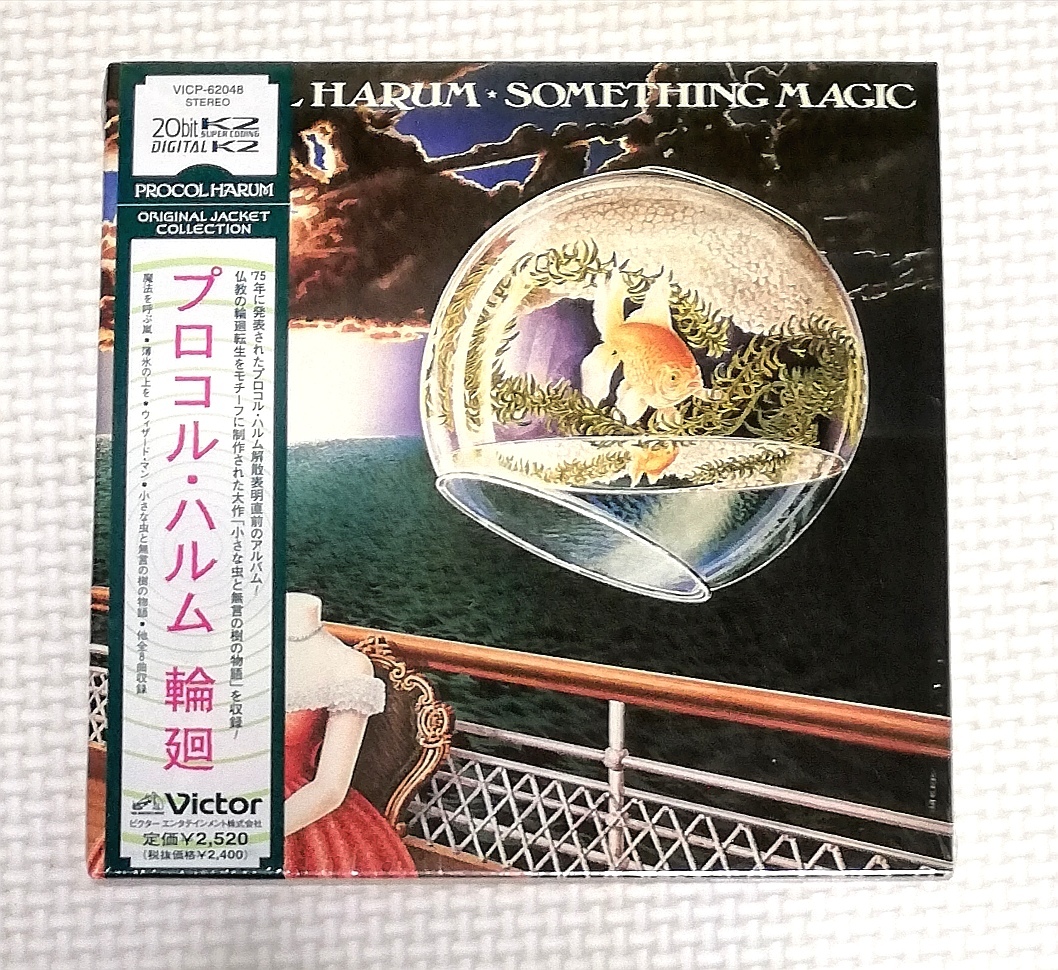 L HARUM ★ SOMETHING MAGIC
VICP-62048
STEREO
20bit K2
SUPER CODING
DIGITAL K2
PROCOL HARUM
ORIGINAL JACKET
COLLECTION
'75年に発表されたプロコル・ハルム解散表明直前のアルバム!
仏教の輪廻転生をモチーフに制作された大作「小さな虫と無言の樹の物語」を収録!
プロコル・ハルム 輪廻
魔法を呼ぶ嵐●薄氷の上を●ウィザード・マン●小さな虫と無言の樹の物語●他全8曲収録
Victor
ビクター エンタテインメント株式会社
定価￥2,520
(税抜価格￥2,400)